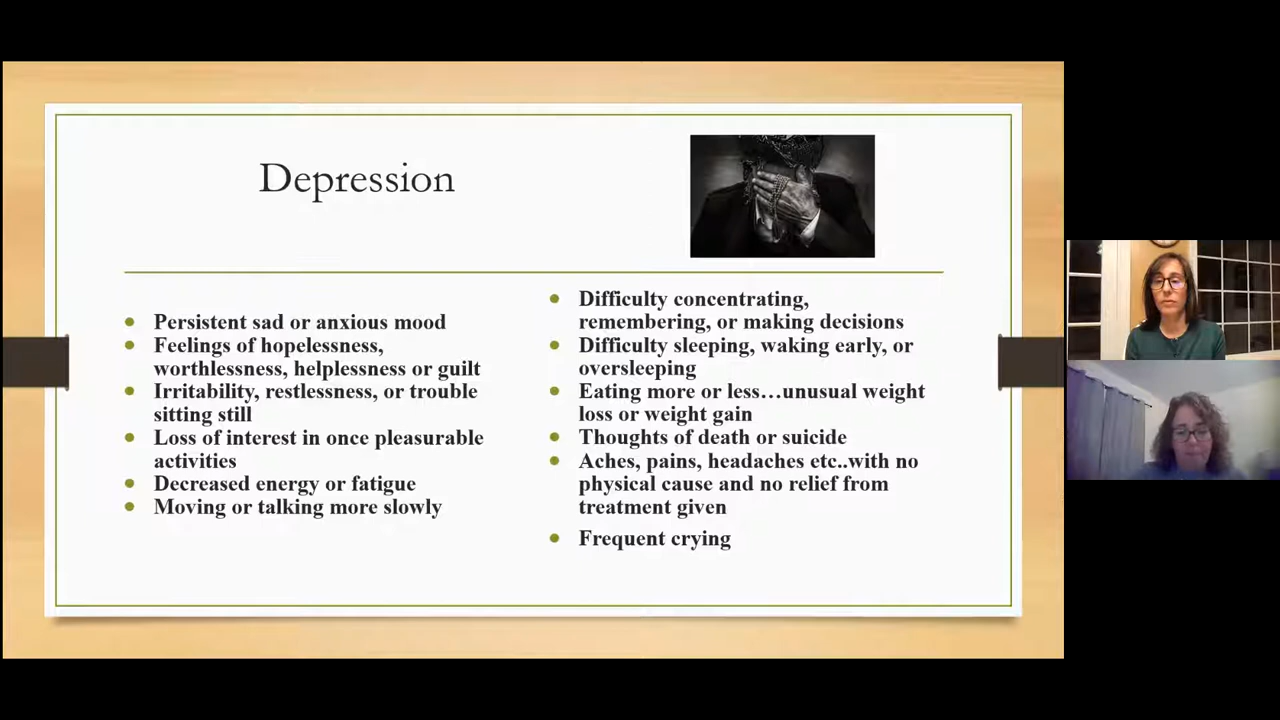 Depression
Persistent sad or anxious mood
Feelings of hopelessness,
worthlessness, helplessness or guilt
Irritability, restlessness, or trouble
sitting still
Loss of interest in once pleasurable
activities
Decreased energy or fatigue
Moving or talking more slowly
Difficulty concentrating,
remembering, or making decisions
Difficulty sleeping, waking early, or
oversleeping
Eating more or less…unusual weight
loss or weight gain
Thoughts of death or suicide
Aches, pains, headaches etc..with no
physical cause and no relief from
treatment given
Frequent crying